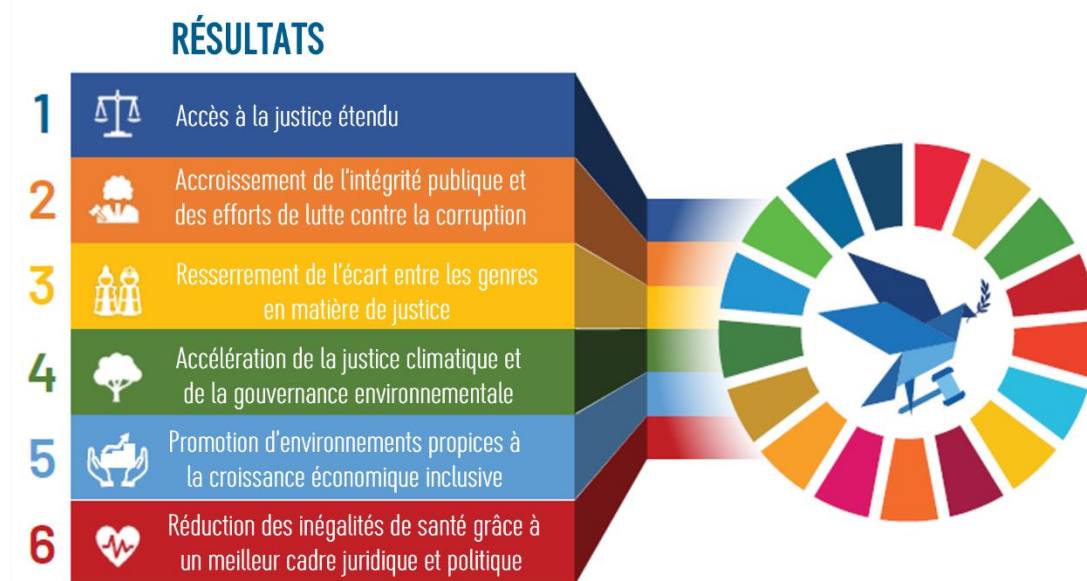 RÉSULTATS
1
Accès à la justice étendu
2
Accroissement de l'intégrité publique et
des efforts de lutte contre la corruption
3
Resserrement de l'écart entre les genres
en matière de justice
4
Accélération de la justice climatique et
de la gouvernance environnementale
5
Promotion d'environnements propices à
la croissance économique inclusive
6
Réduction des inégalités de santé grâce à
un meilleur cadre juridique et politique